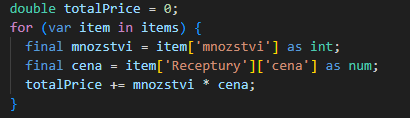 double totalPrice = 0;
for (var item in items) {
  final mnozstvi = item['mnozstvi'] as int;
  final cena = item['Receptury']['cena'] as num;
  totalPrice += mnozstvi * cena;
}